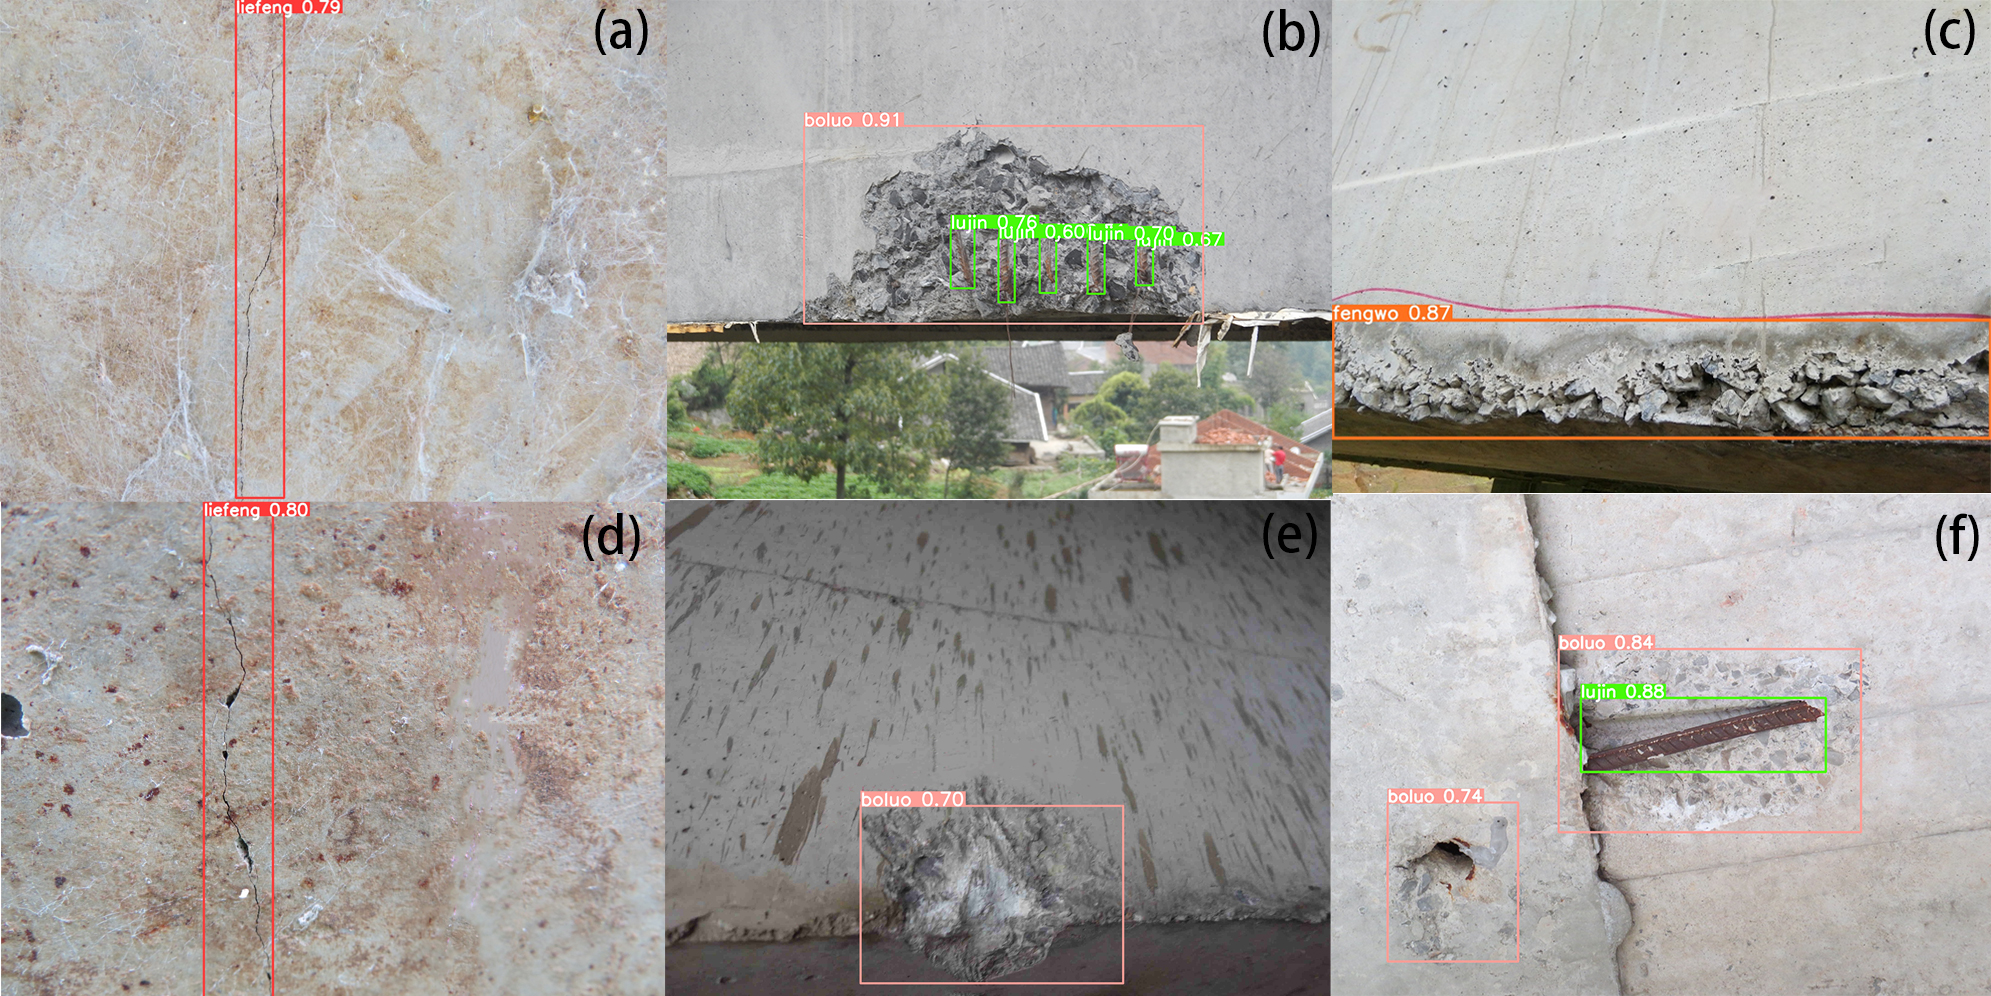 liefeng 0.79
(a)
(b)
boluo 0.91
lujin 0.76
lujin 0.60
lujin 0.70
lujin 0.67
(c)
fengwo 0.87
liefeng 0.80
(d)
(e)
boluo 0.70
(f)
boluo 0.84
lujin 0.88
boluo 0.74